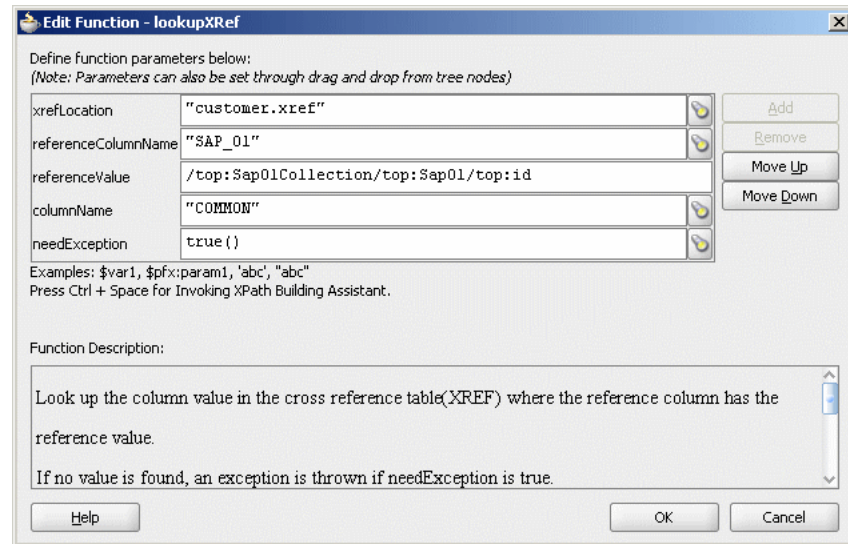 Edit Function - lookupXRef
Define function parameters below:
(Note: Parameters can also be set through drag and drop from tree nodes)
xrefLocation "customer.xref"
Add
referenceColumnName "SAP_01"
Remove
referenceValue /top:Sap01Collection/top:Sap01/top:id
Move Up
columnName "COMMON"
Move Down
needException true()
Examples: $var1, $pfx:param1, 'abc', "abc"
Press Ctrl + Space for Invoking XPath Building Assistant.
Function Description:
Look up the column value in the cross reference table(XREF) where the reference column has the
reference value.
If no value is found, an exception is thrown if needException is true.
Help OK Cancel